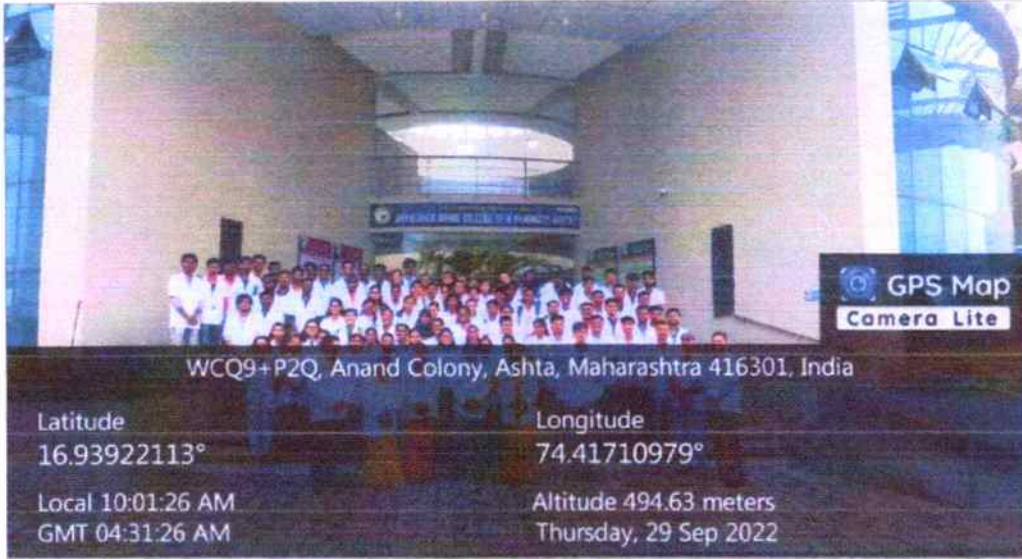 GPS Map
Camera Lite
WCQ9+P2Q, Anand Colony, Ashta, Maharashtra 416301, India
Latitude
16.93922113°
Longitude
74.41710979°
Local 10:01:26 AM
GMT 04:31:26 AM
Altitude 494.63 meters
Thursday, 29 Sep 2022